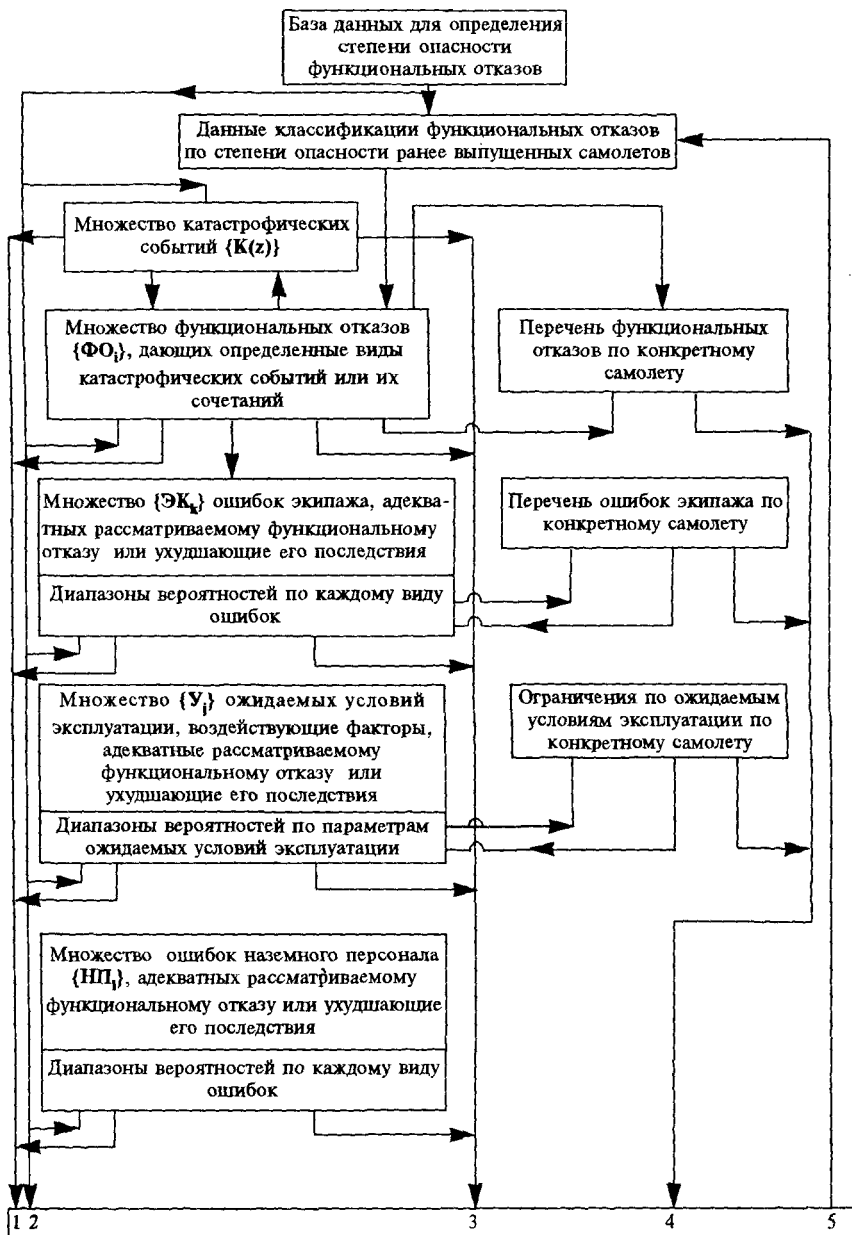 База данных для определения
степени опасности
функциональных отказов
Данные классификации функциональных отказов
по степени опасности ранее выпущенных самолетов
Множество катастрофических
событий {K(z)}
Множество функциональных отказов
{ФОi}, дающих определенные виды
катастрофических событий или их
сочетаний
Перечень функциональных
отказов по конкретному
самолету
Множество {ЭКk} ошибок экипажа, адеква-
тных рассматриваемому функциональному
отказу или ухудшающие его последствия
Диапазоны вероятностей по каждому виду
ошибок
Перечень ошибок экипажа по
конкретному самолету
Множество {Уj} ожидаемых условий
эксплуатации, воздействующие факторы,
адекватные рассматриваемому
функциональному отказу или
ухудшающие его последствия
Диапазоны вероятностей по параметрам
ожидаемых условий эксплуатации
Ограничения по ожидаемым
условиям эксплуатации по
конкретному самолету
Множество ошибок наземного персонала
{НПl}, адекватных рассматриваемому
функциональному отказу или ухудшающие
его последствия
Диапазоны вероятностей по каждому виду
ошибок
1 2 3 4 5